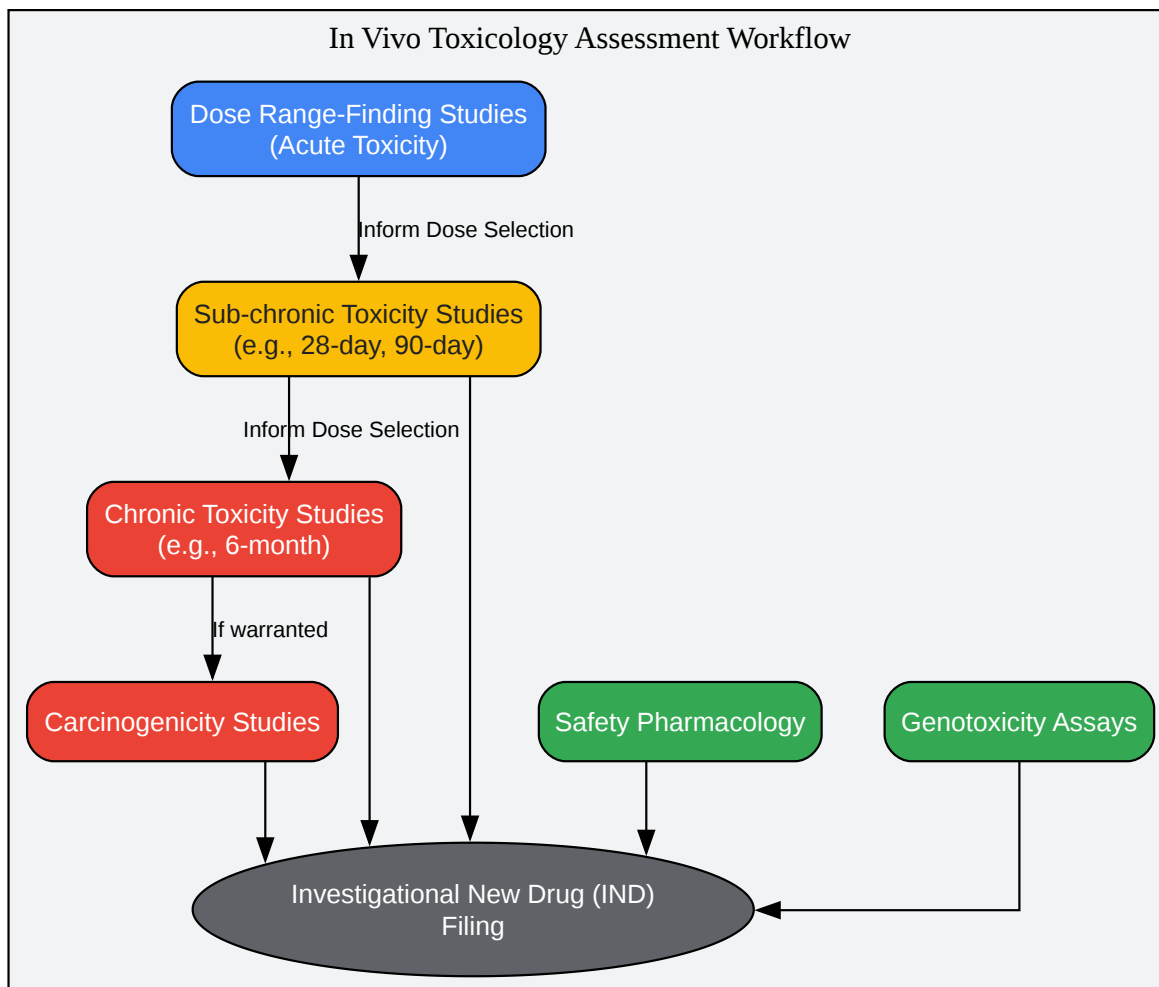 In Vivo Toxicology Assessment Workflow
Dose Range-Finding Studies
(Acute Toxicity)
Inform Dose Selection
Sub-chronic Toxicity Studies
(e.g., 28-day, 90-day)
Inform Dose Selection
Chronic Toxicity Studies
(e.g., 6-month)
If warranted
Carcinogenicity Studies
Safety Pharmacology
Genotoxicity Assays
Investigational New Drug (IND)
Filing